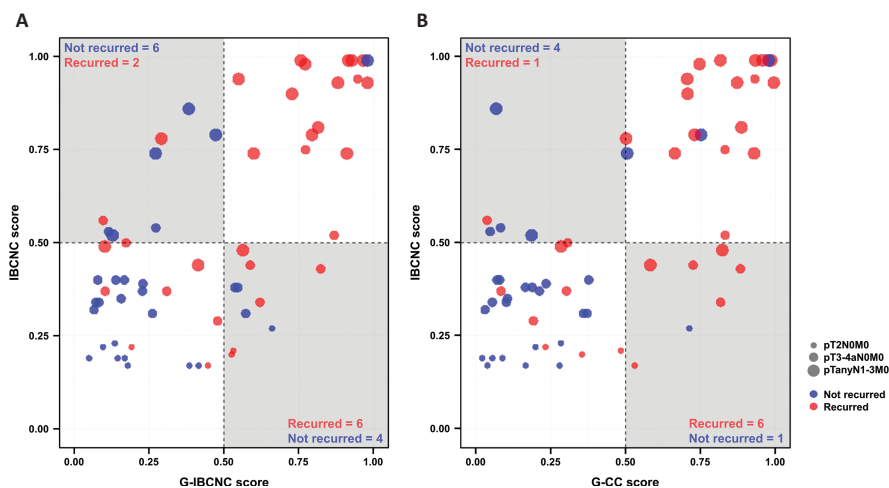 A
Not recurred = 6
Recurred = 2
1.00
0.75
0.50
0.25
0.00
IBCNC score
Recurred = 6
Not recurred = 4
0.00
0.25
0.50
0.75
1.00
G-IBCNC score
B
Not recurred = 4
Recurred = 1
1.00
0.75
0.50
0.25
0.00
IBCNC score
Recurred = 6
Not recurred = 1
0.00
0.25
0.50
0.75
1.00
G-CC score
pT2N0M0
pT3-4aN0M0
pTanyN1-3M0
Not recurred
Recurred